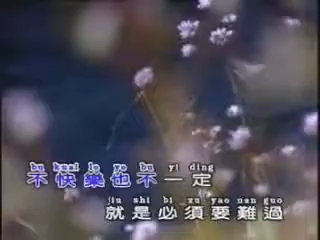 bu kuai le ye bu yi ding
不快樂也不一定
jiu shi bi xu yao nan guo
就是必須要難過